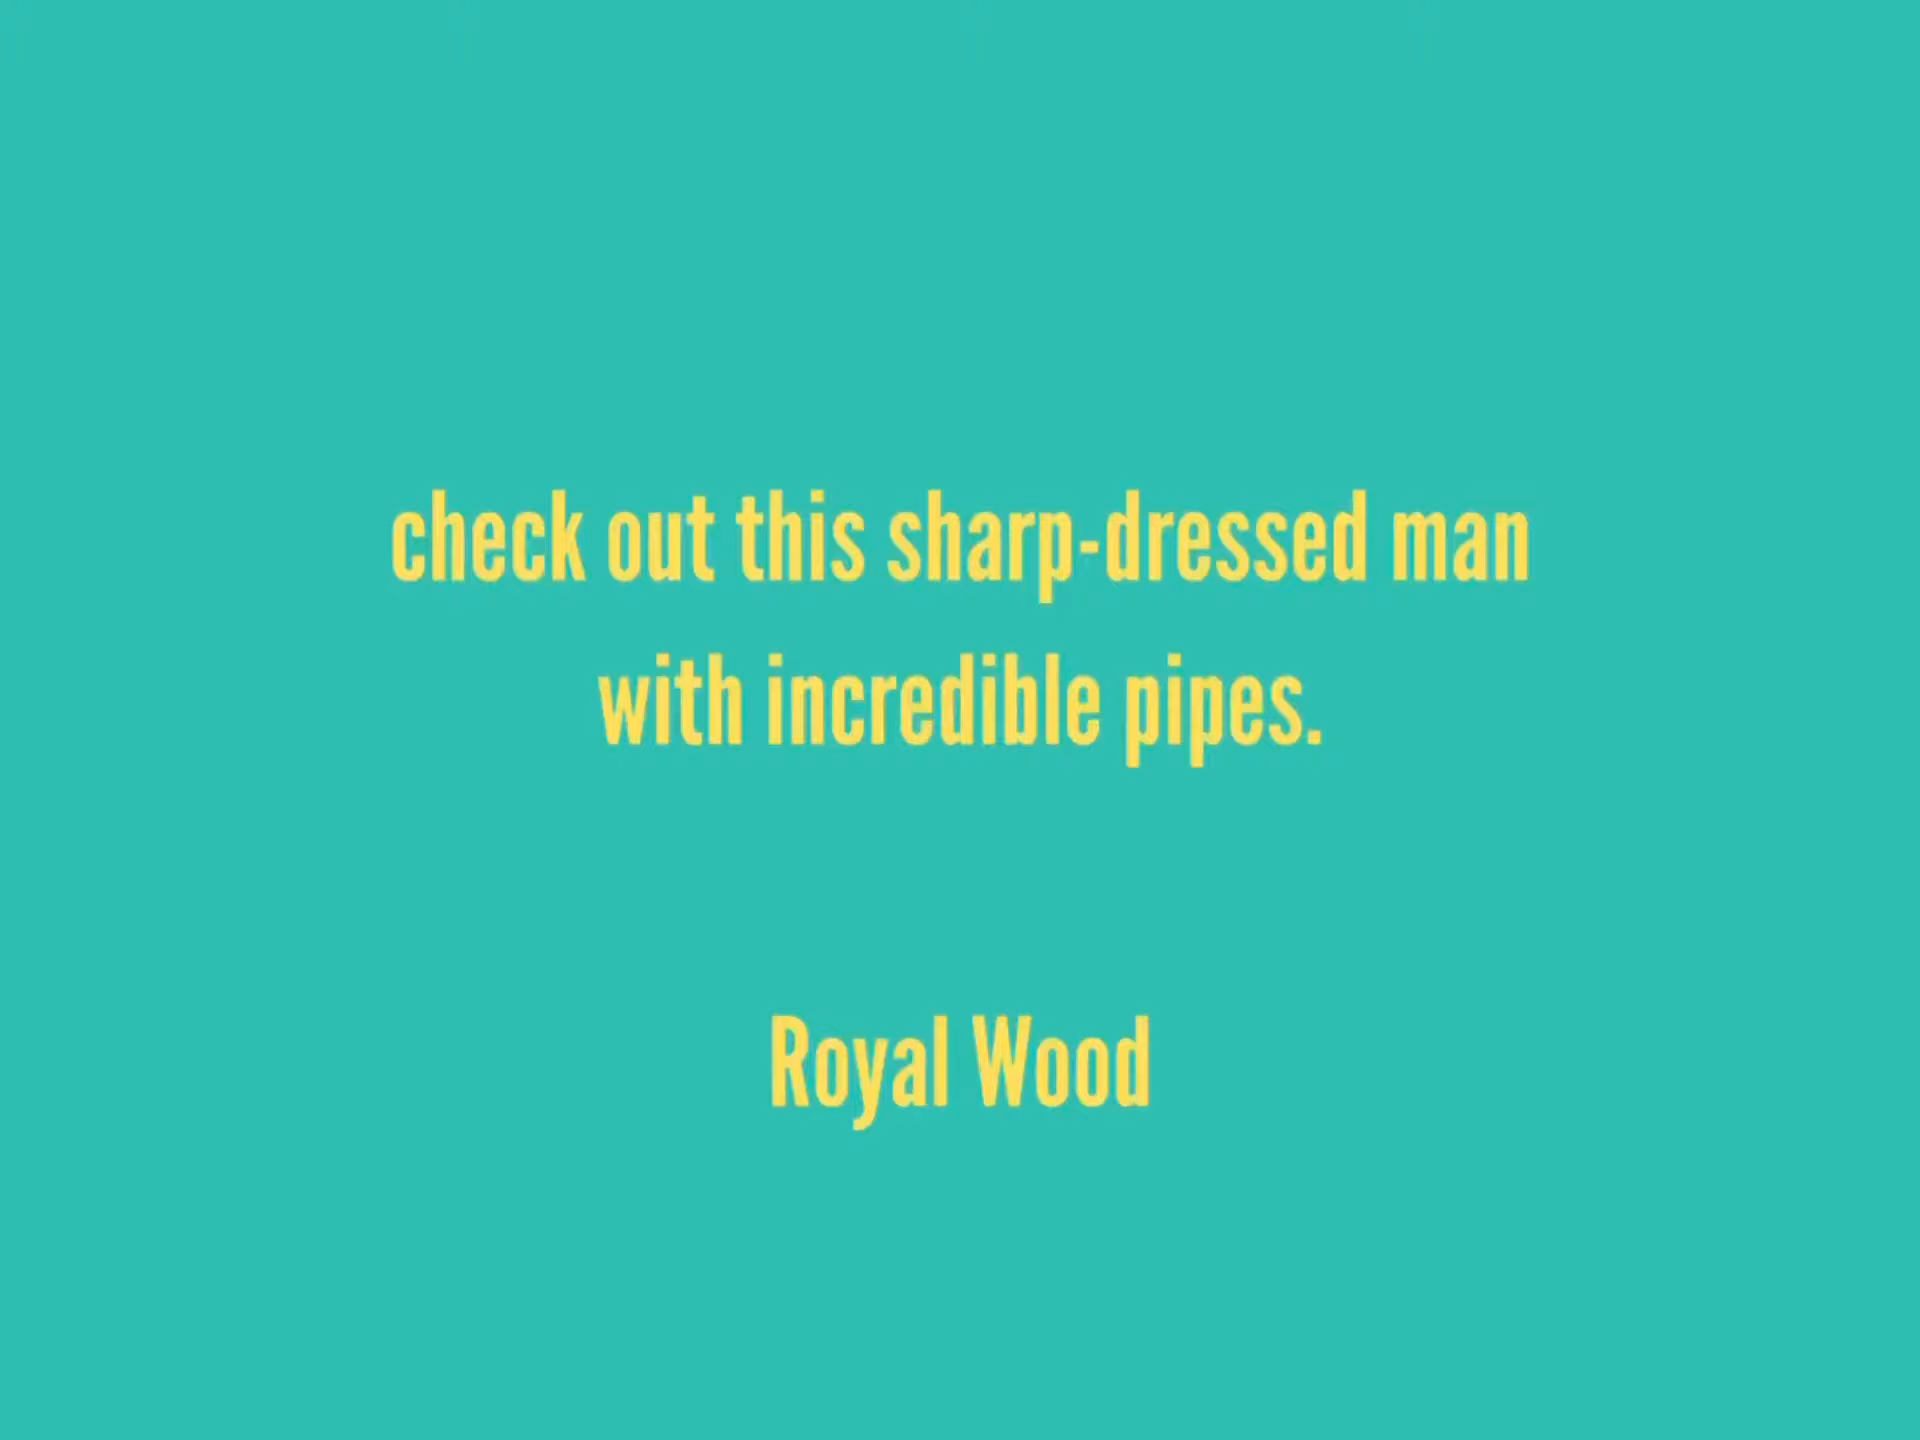 check out this sharp-dressed man
with incredible pipes.
Royal Wood